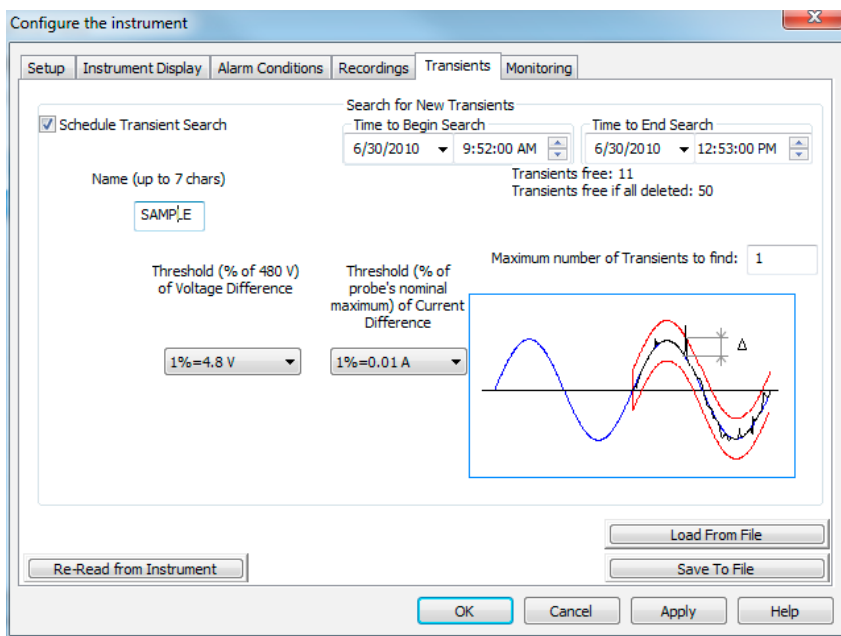 Configure the instrument
Setup
Instrument Display
Alarm Conditions
Recordings
Transients
Monitoring
Search for New Transients
Schedule Transient Search
Time to Begin Search
Time to End Search
6/30/2010
9:52:00 AM
6/30/2010
12:53:00 PM
Transients free: 11
Transients free if all deleted: 50
Name (up to 7 chars)
SAMPLE
Maximum number of Transients to find:
1
Threshold (% of 480 V)
of Voltage Difference
Threshold (% of
probe's nominal
maximum) of Current
Difference
1%=4.8 V
1%=0.01 A
Δ
Load From File
Re-Read from Instrument
Save To File
OK
Cancel
Apply
Help